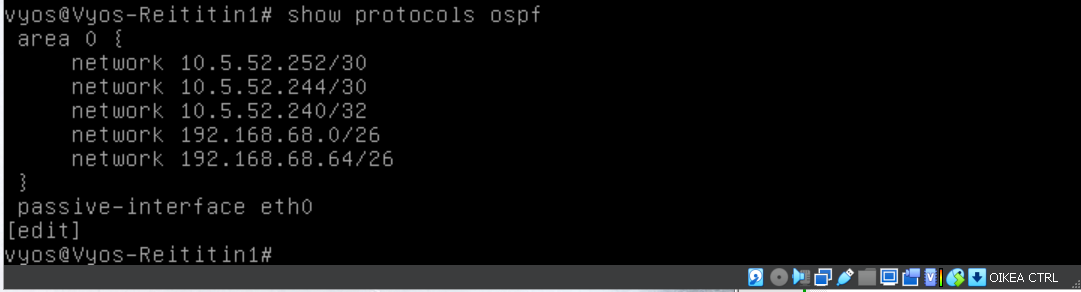 vyos@Vyos-Reititin1# show protocols ospf
area 0 {
network 10.5.52.252/30
network 10.5.52.244/30
network 10.5.52.240/32
network 192.168.68.0/26
network 192.168.68.64/26
}
passive-interface eth0
[edit]
vyos@Vyos-Reititin1#
OIKEA CTRL